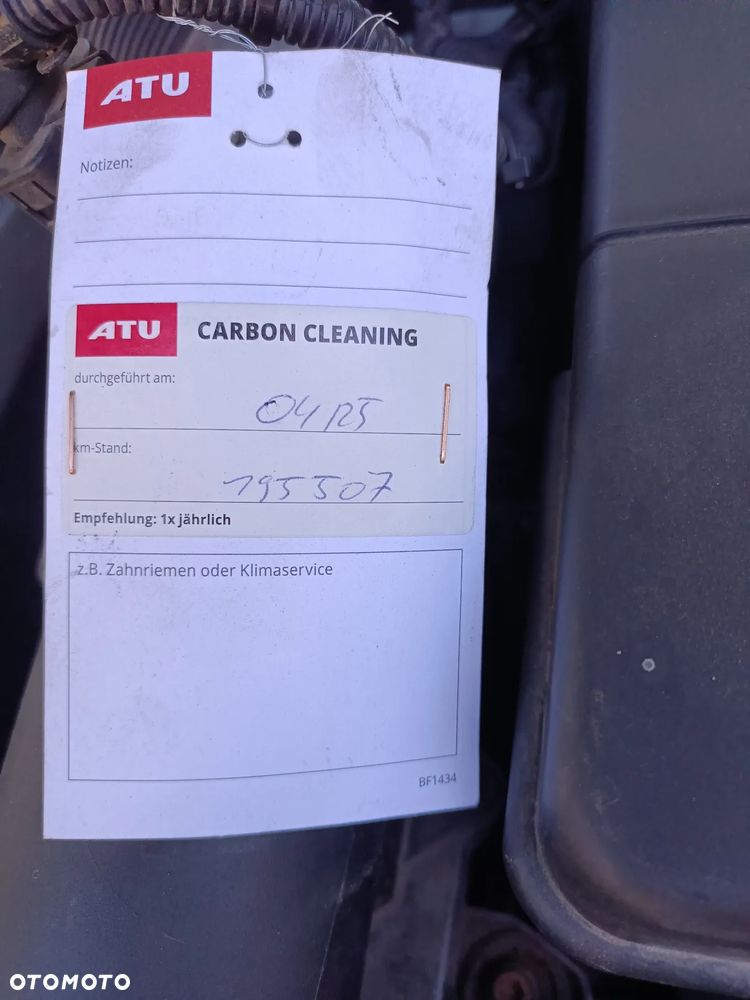 ATU
Notizen:
ATU CARBON CLEANING
durchgeführt am:
04/25
km-Stand:
195507
Empfehlung: 1x jährlich
z.B. Zahnriemen oder Klimaservice
BF1434
OTOMOTO